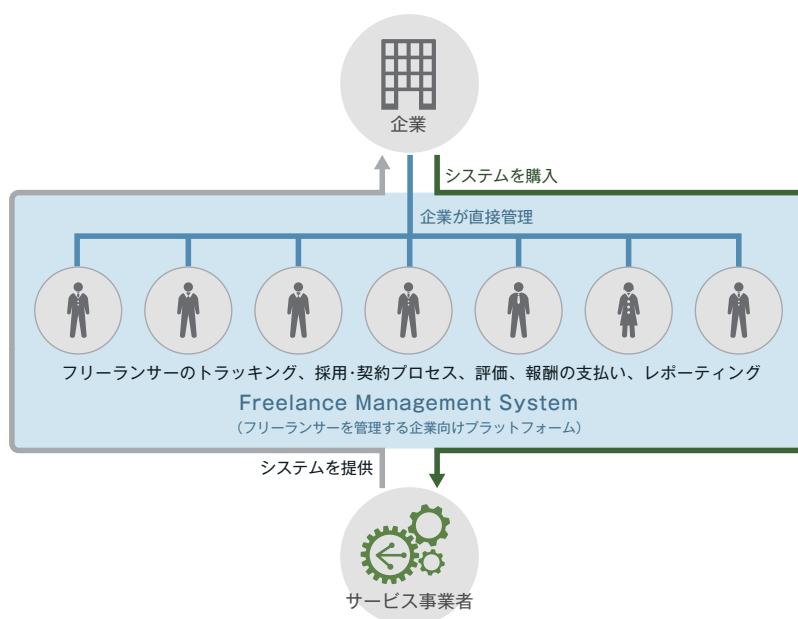 企業
システムを購入
企業が直接管理
フリーランサーのトラッキング、採用・契約プロセス、評価、報酬の支払い、レポーティング
Freelance Management System
（フリーランサーを管理する企業向けプラットフォーム）
システムを提供
サービス事業者